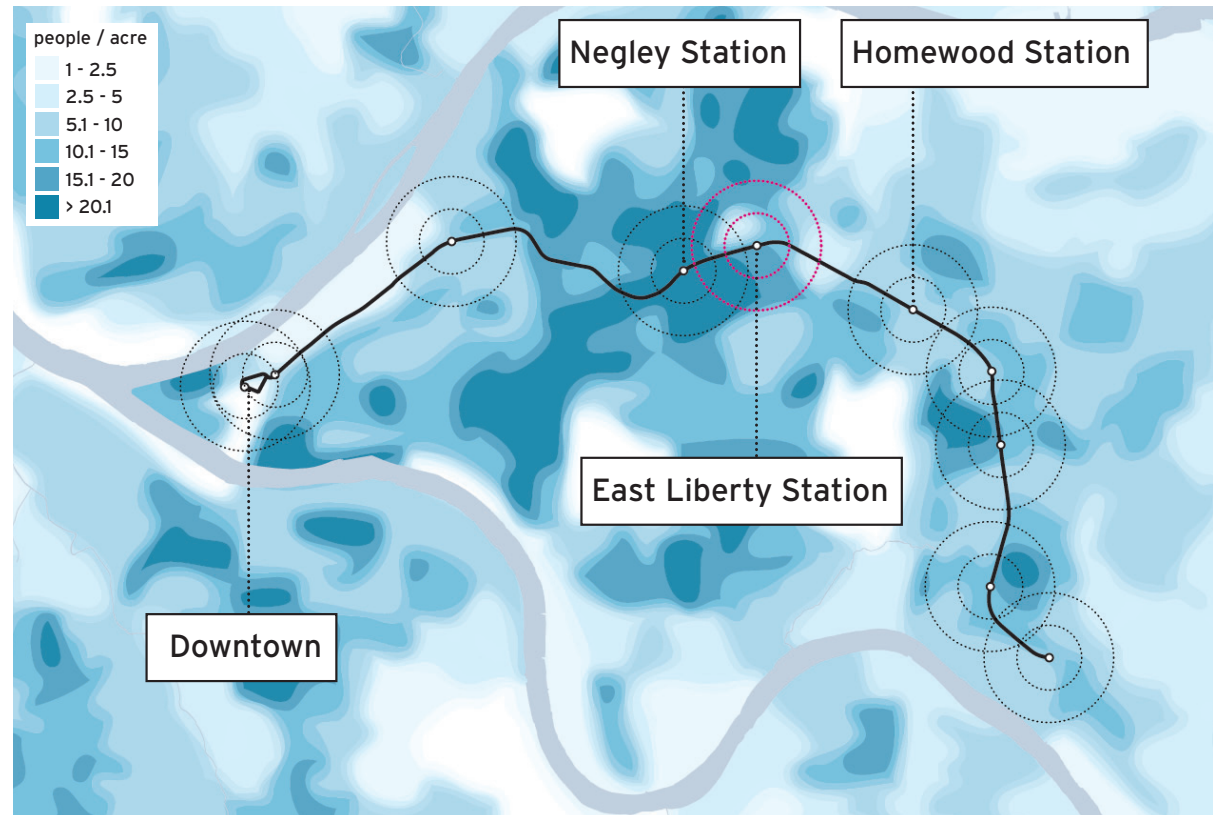 people / acre
1 - 2.5
2.5 - 5
5.1 - 10
10.1 - 15
15.1 - 20
> 20.1
Negley Station
Homewood Station
East Liberty Station
Downtown